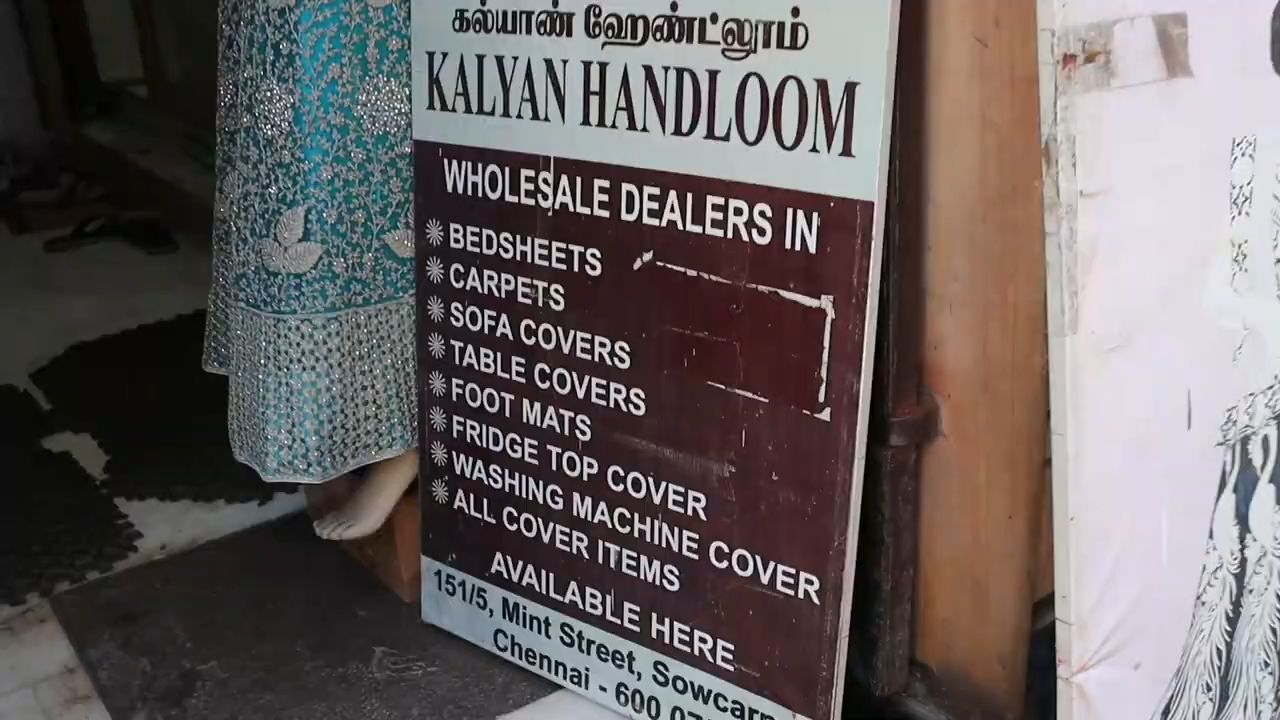 கல்யாண் ஹேண்ட்லூம்
KALYAN HANDLOOM
WHOLESALE DEALERS IN
BEDSHEETS
CARPETS
SOFA COVERS
TABLE COVERS
FOOT MATS
FRIDGE TOP COVER
WASHING MACHINE COVER
ALL COVER ITEMS
AVAILABLE HERE
151/5, Mint Street,
Chennai - 600